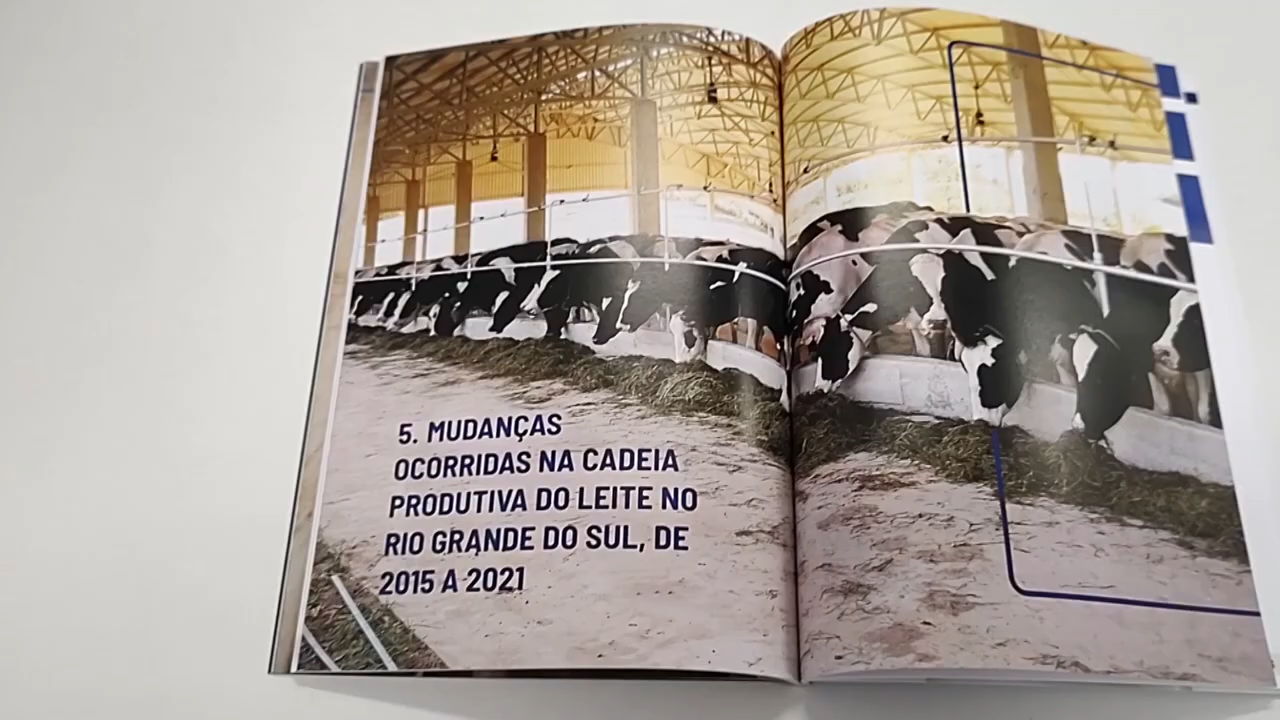 5. MUDANÇAS
OCORRIDAS NA CADEIA
PRODUTIVA DO LEITE NO
RIO GRANDE DO SUL, DE
2015 A 2021